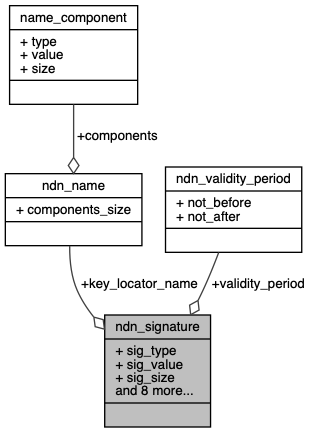 name_component
+ type
+ value
+ size
+components
ndn_name
+ components_size
ndn_validity_period
+ not_before
+ not_after
+key_locator_name
+validity_period
ndn_signature
+ sig_type
+ sig_value
+ sig_size
and 8 more...